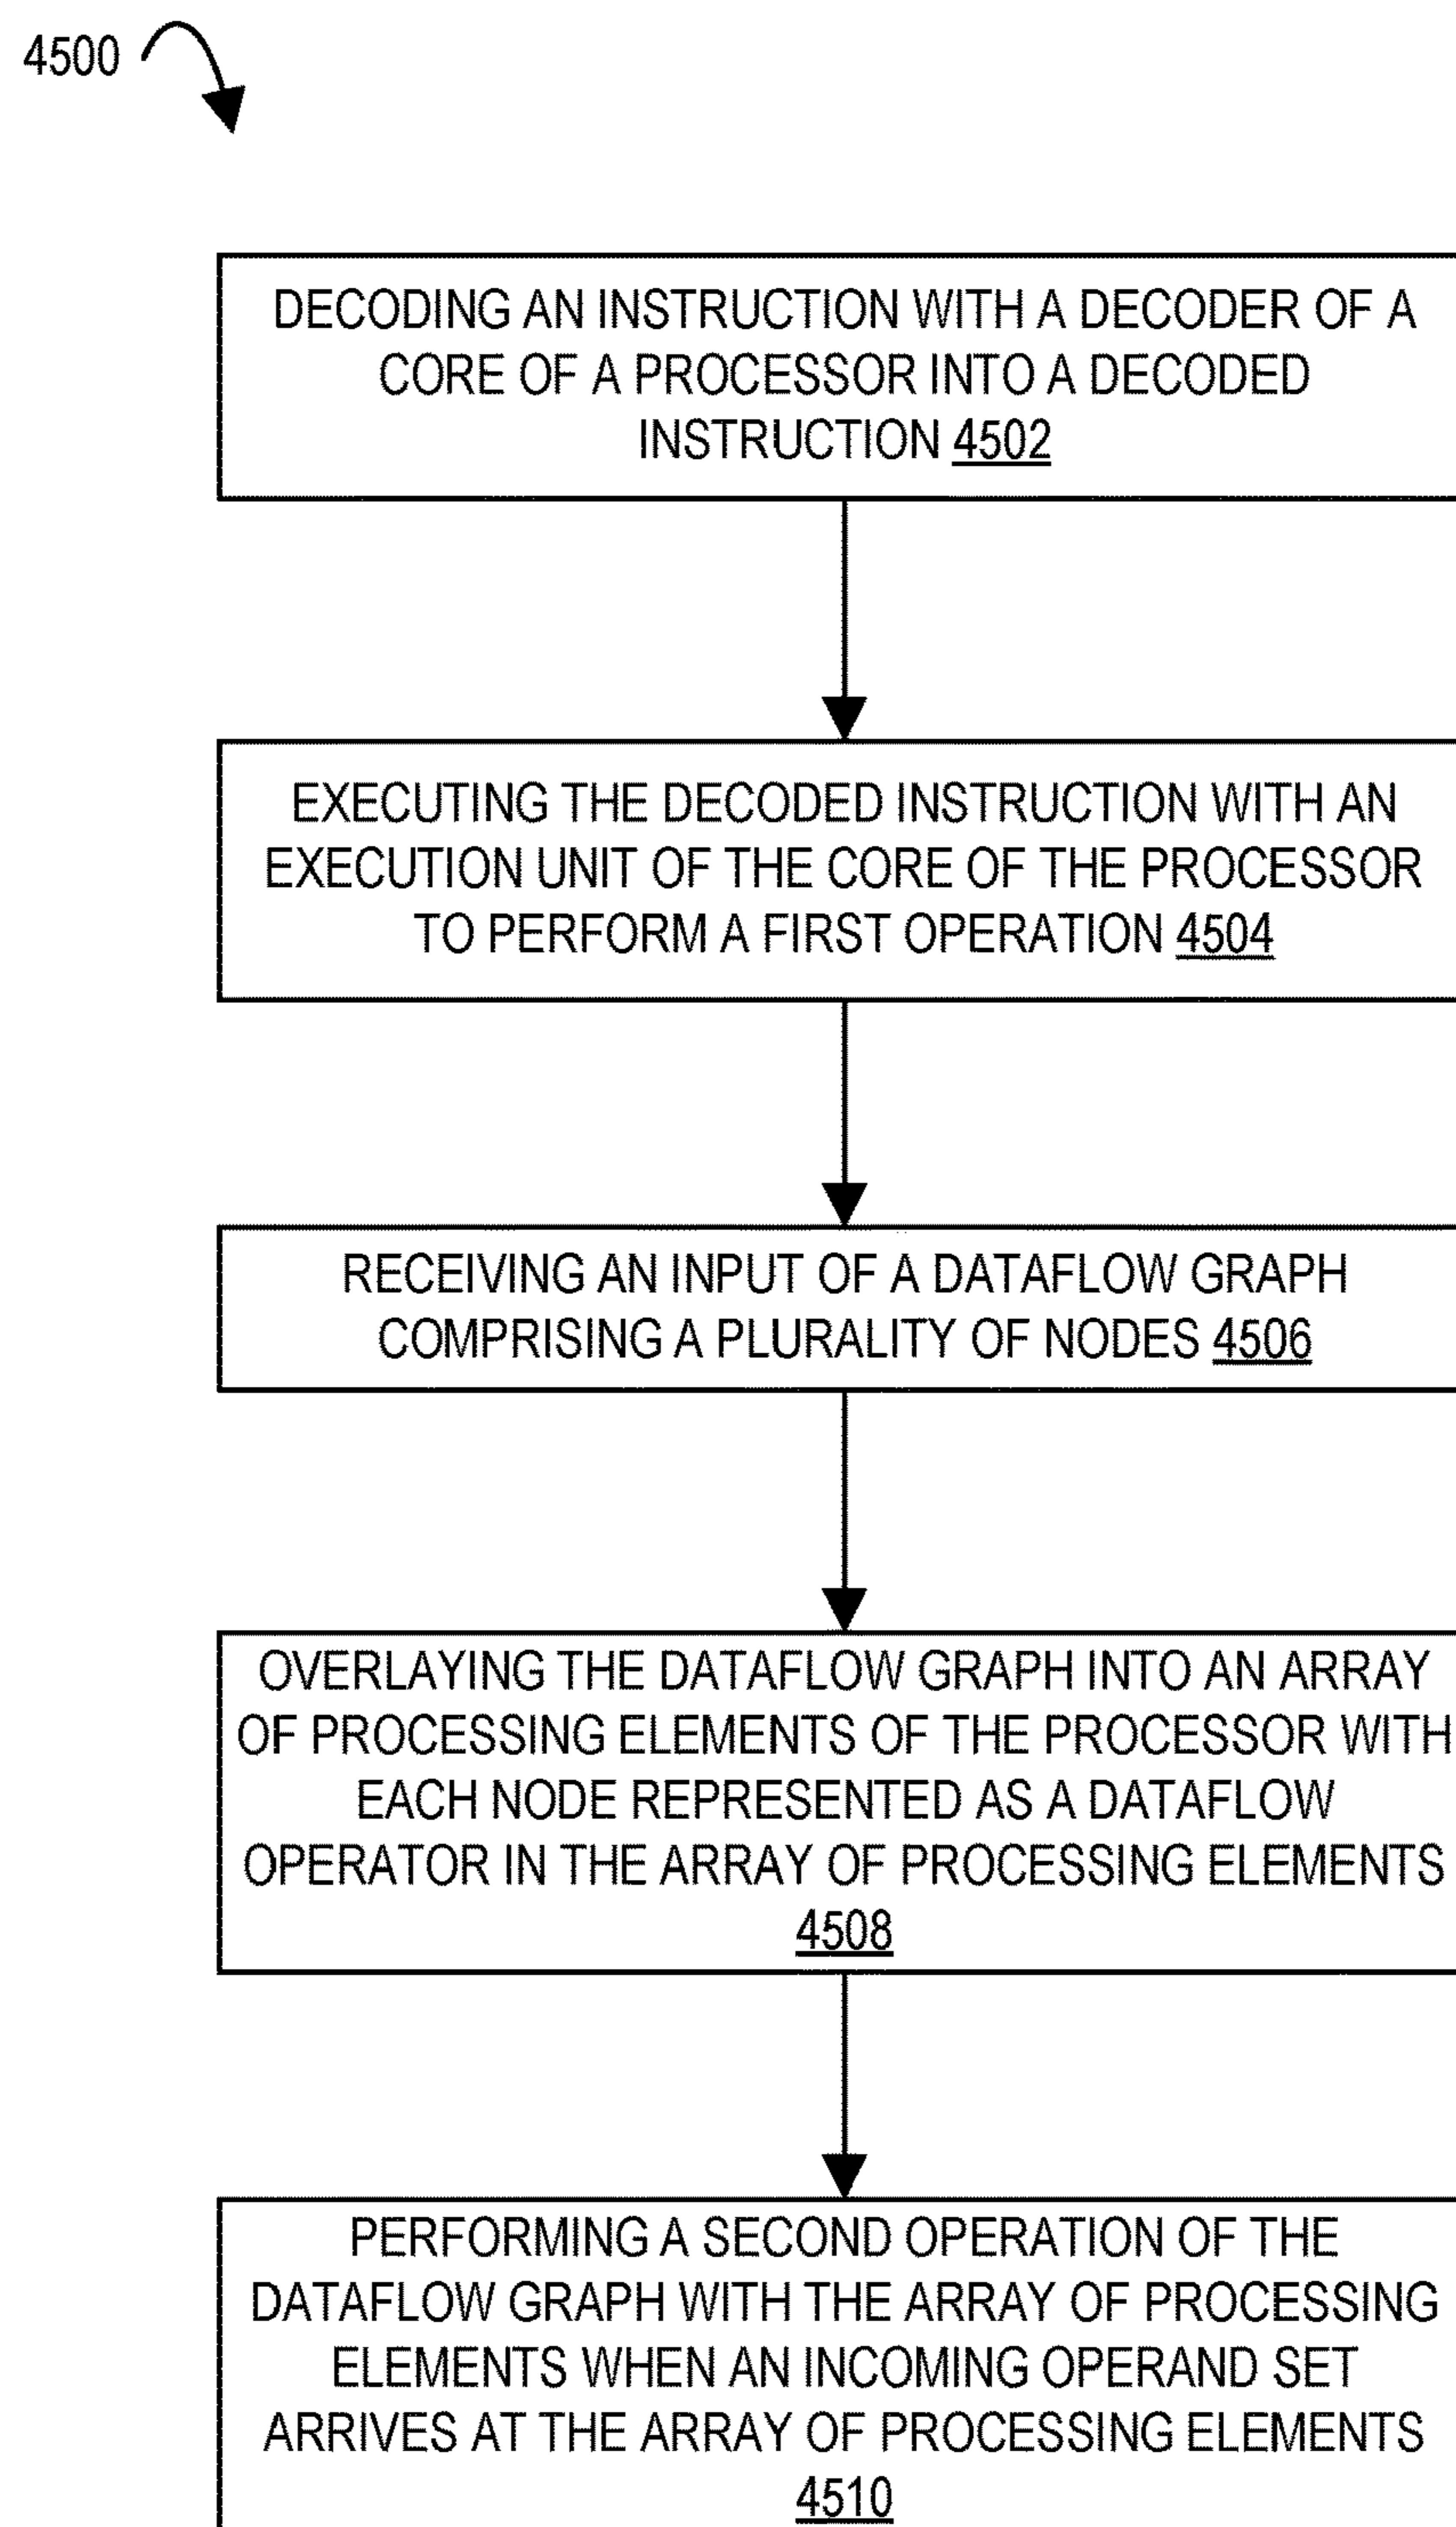 4500
DECODING AN INSTRUCTION WITH A DECODER OF A
CORE OF A PROCESSOR INTO A DECODED
INSTRUCTION 4502
EXECUTING THE DECODED INSTRUCTION WITH AN
EXECUTION UNIT OF THE CORE OF THE PROCESSOR
TO PERFORM A FIRST OPERATION 4504
RECEIVING AN INPUT OF A DATAFLOW GRAPH
COMPRISING A PLURALITY OF NODES 4506
OVERLAYING THE DATAFLOW GRAPH INTO AN ARRAY
OF PROCESSING ELEMENTS OF THE PROCESSOR WITH
EACH NODE REPRESENTED AS A DATAFLOW
OPERATOR IN THE ARRAY OF PROCESSING ELEMENTS
4508
PERFORMING A SECOND OPERATION OF THE
DATAFLOW GRAPH WITH THE ARRAY OF PROCESSING
ELEMENTS WHEN AN INCOMING OPERAND SET
ARRIVES AT THE ARRAY OF PROCESSING ELEMENTS
4510